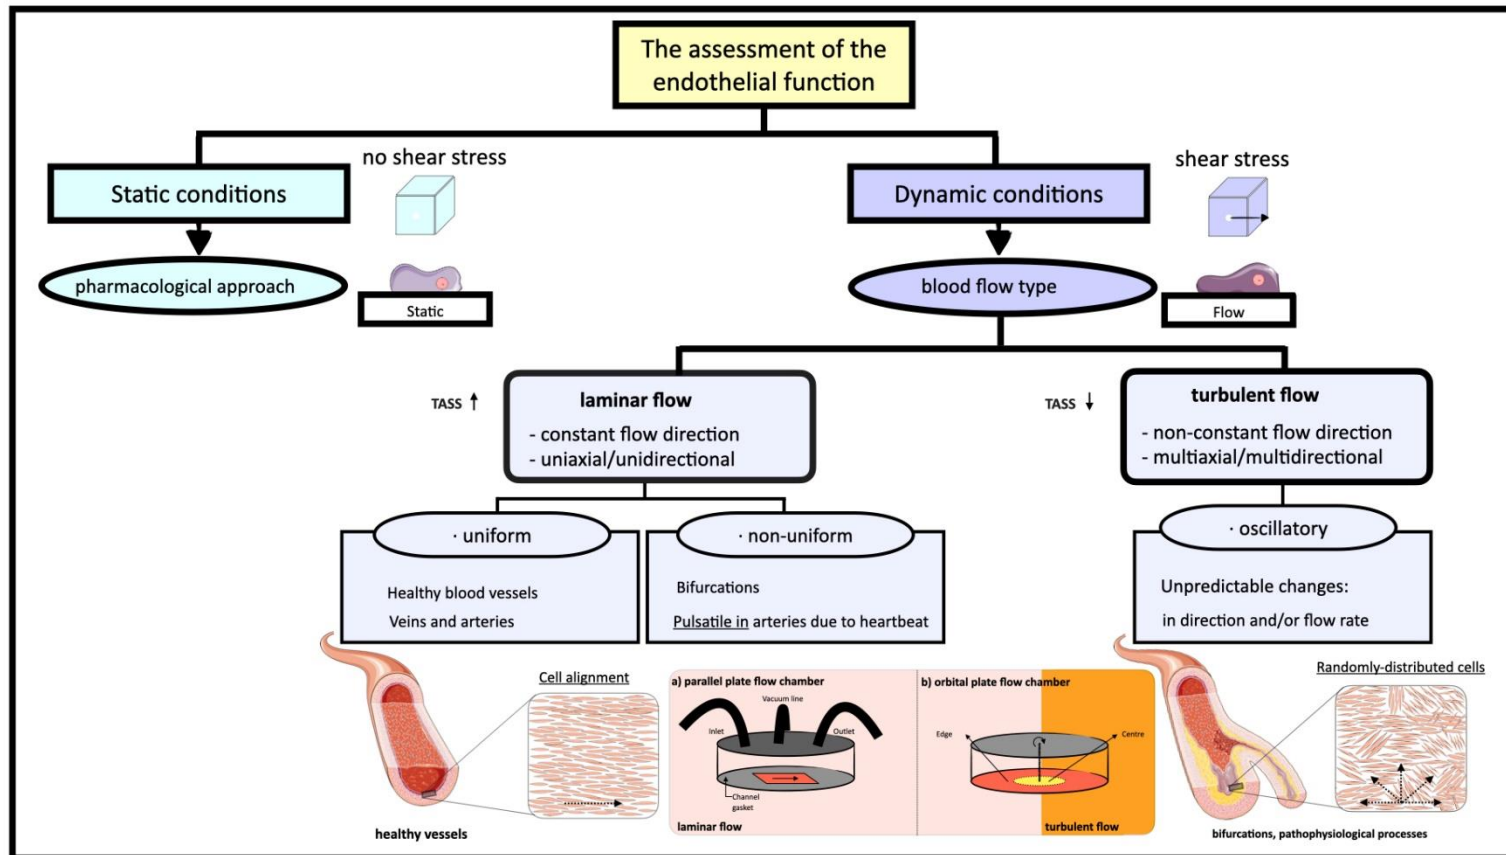 The assessment of the
endothelial function
no shear stress
Static conditions
pharmacological approach
Static
shear stress
Dynamic conditions
blood flow type
Flow
TASS ↑
laminar flow
- constant flow direction
- uniaxial/unidirectional
TASS ↓
turbulent flow
- non-constant flow direction
- multiaxial/multidirectional
· uniform
Healthy blood vessels
Veins and arteries
· non-uniform
Bifurcations
Pulsatile in arteries due to heartbeat
· oscillatory
Unpredictable changes:
in direction and/or flow rate
Cell alignment
healthy vessels
a) parallel plate flow chamber
Vacuum line
Inlet
Outlet
Channel
gasket
laminar flow
b) orbital plate flow chamber
Edge
Centre
turbulent flow
Randomly-distributed cells
bifurcations, pathophysiological processes